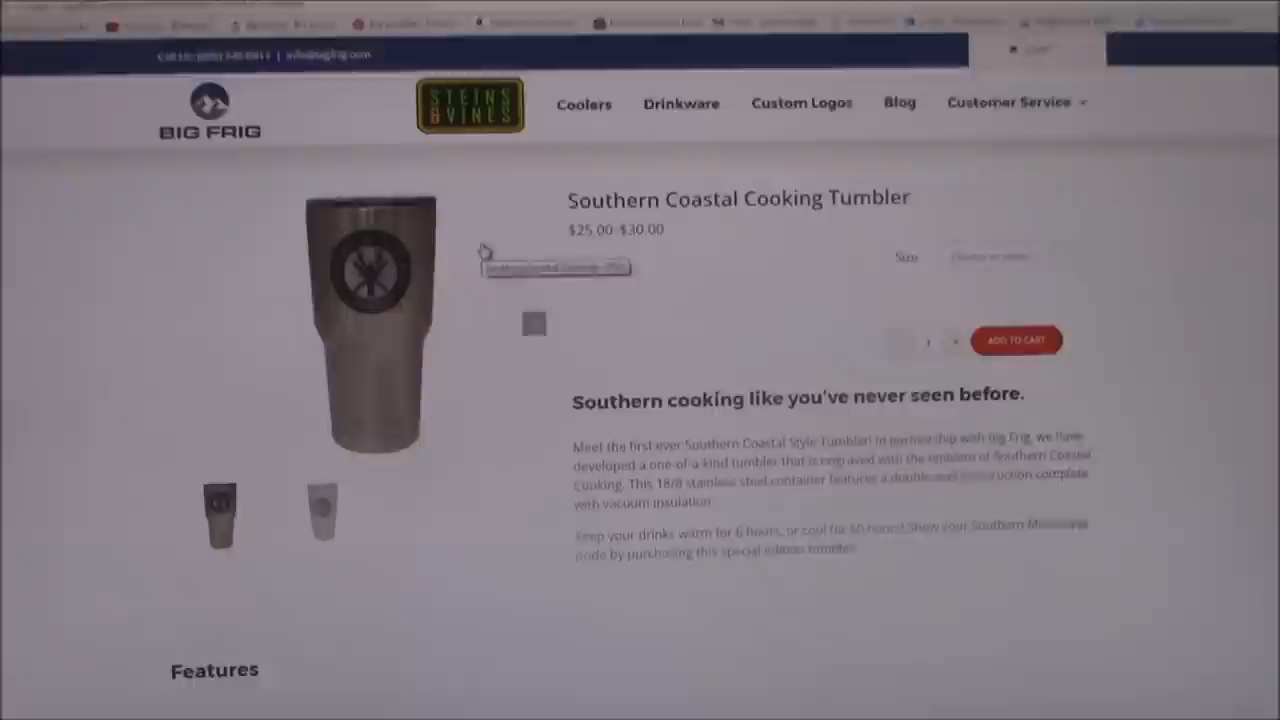 STEINS
&VINES
BIG FRIG
Coolers
Drinkware
Custom Logos
Blog
Customer Service
Southern Coastal Cooking Tumbler
$25.00-$30.00
Size
1
ADD TO CART
Southern cooking like you've never seen before.
Meet the first ever Southern Coastal Style Tumbler! In partnership with Big Frig, we have
developed a one-of-a-kind tumbler that is engraved with the emblem of Southern Coastal
Cooking. This 18/8 stainless steel container features a double-wall construction complete
with vacuum insulation.
Keep your drinks warm for 6 hours, or cool for Show your Southern Mississippi
pride by purchasing this special edition tumbler.
Features